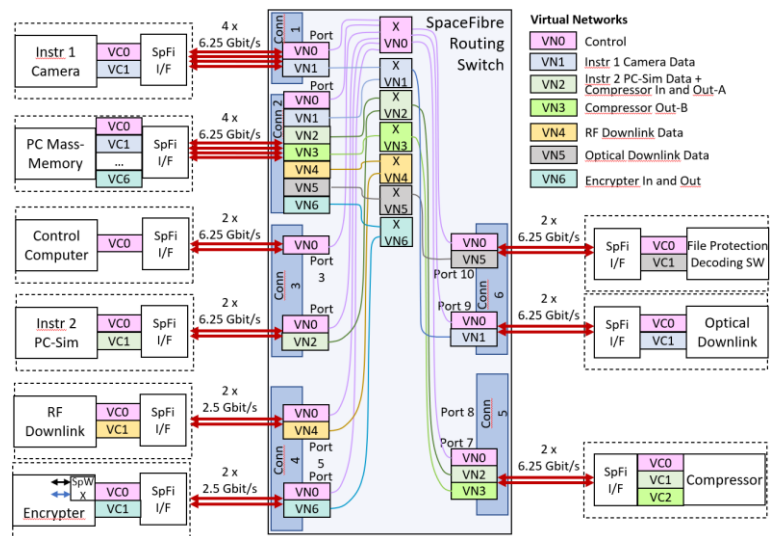 4 x
6.25 Gbit/s
Instr 1
Camera
VC0
VC1
SpFi
I/F
Conn
1
Port
VN0
VN1
X
VN0
SpaceFibre
Routing
Switch
Virtual Networks
VN0
Control
VN1
Instr 1 Camera Data
VN2
Instr 2 PC-Sim Data +
Compressor In and Out-A
VN3
Compressor Out-B
VN4
RF Downlink Data
VN5
Optical Downlink Data
VN6
Encrypter In and Out
4 x
6.25 Gbit/s
PC Mass-
Memory
VC0
VC1
...
VC6
SpFi
I/F
Conn 2
Port
VN0
VN1
VN2
VN3
VN4
VN5
VN6
X
VN1
X
VN2
X
VN3
X
VN4
X
VN5
X
VN6
2 x
6.25 Gbit/s
Control
Computer
VC0
SpFi
I/F
Conn
3
VN0
Port
3
2 x
6.25 Gbit/s
Instr 2
PC-Sim
VC0
VC1
SpFi
I/F
Port
VN0
VN2
VN0
VN5
Port 10
Conn
6
Port 9
VN0
VN1
2 x
6.25 Gbit/s
SpFi
I/F
VC0
VC1
File Protection
Decoding SW
2 x
6.25 Gbit/s
SpFi
I/F
VC0
VC1
Optical
Downlink
2 x
2.5 Gbit/s
RF
Downlink
VC0
VC1
SpFi
I/F
Conn
4
VN0
VN4
Port
5
2 x
2.5 Gbit/s
SpW
X
Encrypter
VC0
VC1
SpFi
I/F
Port
VN0
VN6
Port 8
Conn
5
Port 7
VN0
VN2
VN3
2 x
6.25 Gbit/s
SpFi
I/F
VC0
VC1
VC2
Compressor